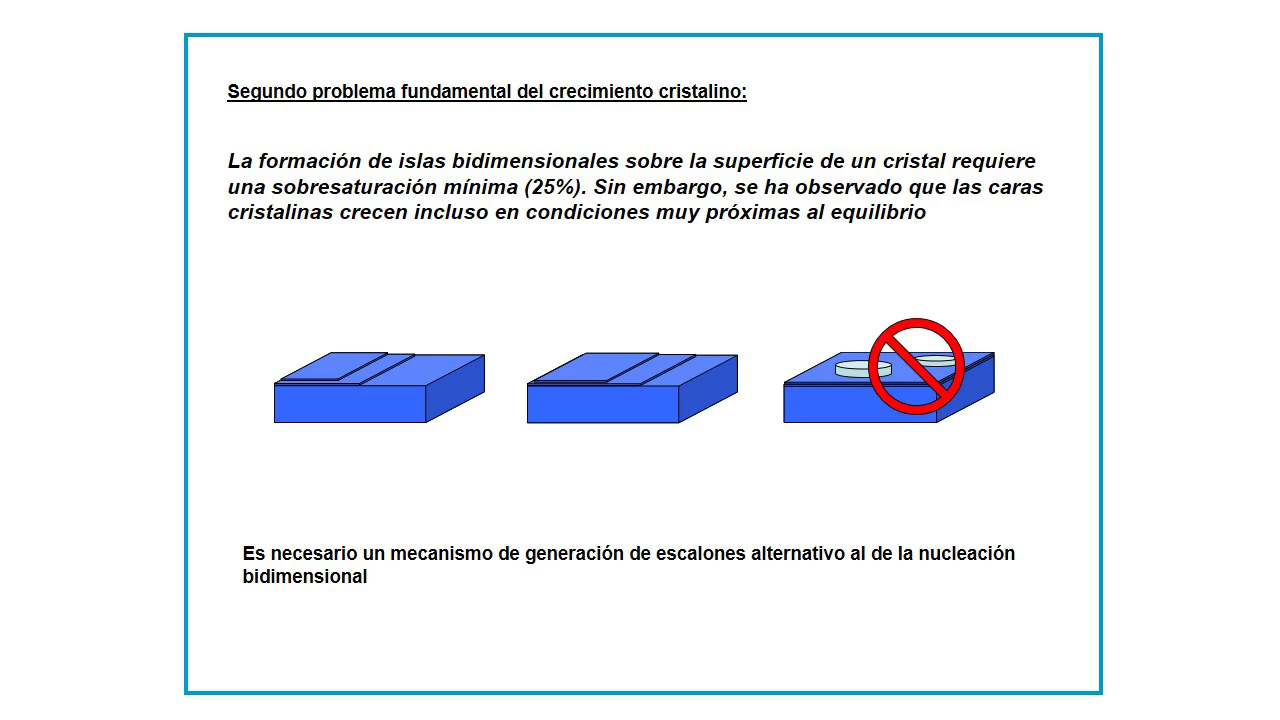 Segundo problema fundamental del crecimiento cristalino:
La formación de islas bidimensionales sobre la superficie de un cristal requiere
una sobresaturación mínima (25%). Sin embargo, se ha observado que las caras
cristalinas crecen incluso en condiciones muy próximas al equilibrio
Es necesario un mecanismo de generación de escalones alternativo al de la nucleación
bidimensional